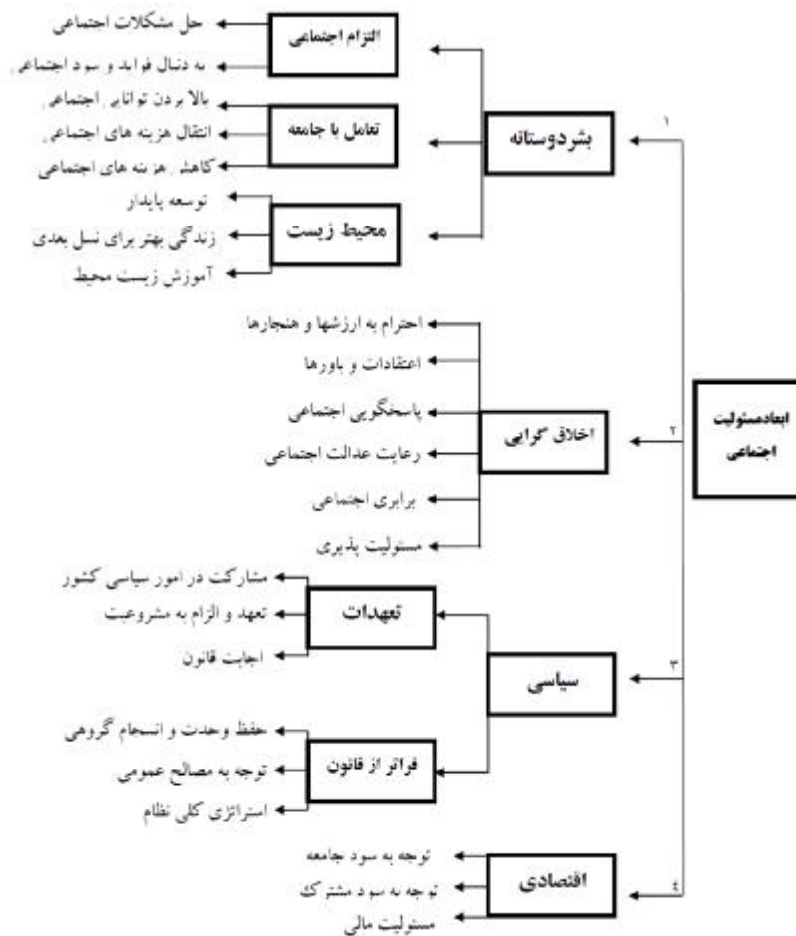 ابعادمسئولیت
اجتماعی
۱
بشردوستانه
التزام اجتماعی
حل مشکلات اجتماعی
به دنبال فواید و سود اجتماعی
تعامل با جامعه
بالا بردن توانایی اجتماعی
انتقال هزینه های اجتماعی
کاهش هزینه های اجتماعی
محیط زیست
توسعه پایدار
زندگی بهتر برای نسل بعدی
آموزش زیست محیط
۲
اخلاق گرایی
احترام به ارزشها و هنجارها
اعتقادات و باورها
پاسخگویی اجتماعی
رعایت عدالت اجتماعی
برابری اجتماعی
مسئولیت پذیری
۳
سیاسی
تعهدات
مشارکت در امور سیاسی کشور
تعهد و الزام به مشروعیت
اجابت قانون
فراتر از قانون
حفظ وحدت و انسجام گروهی
توجه به مصالح عمومی
استراتژی کلی نظام
٤
اقتصادی
توجه به سود جامعه
توجه به سود مشترک
مسئولیت مالی